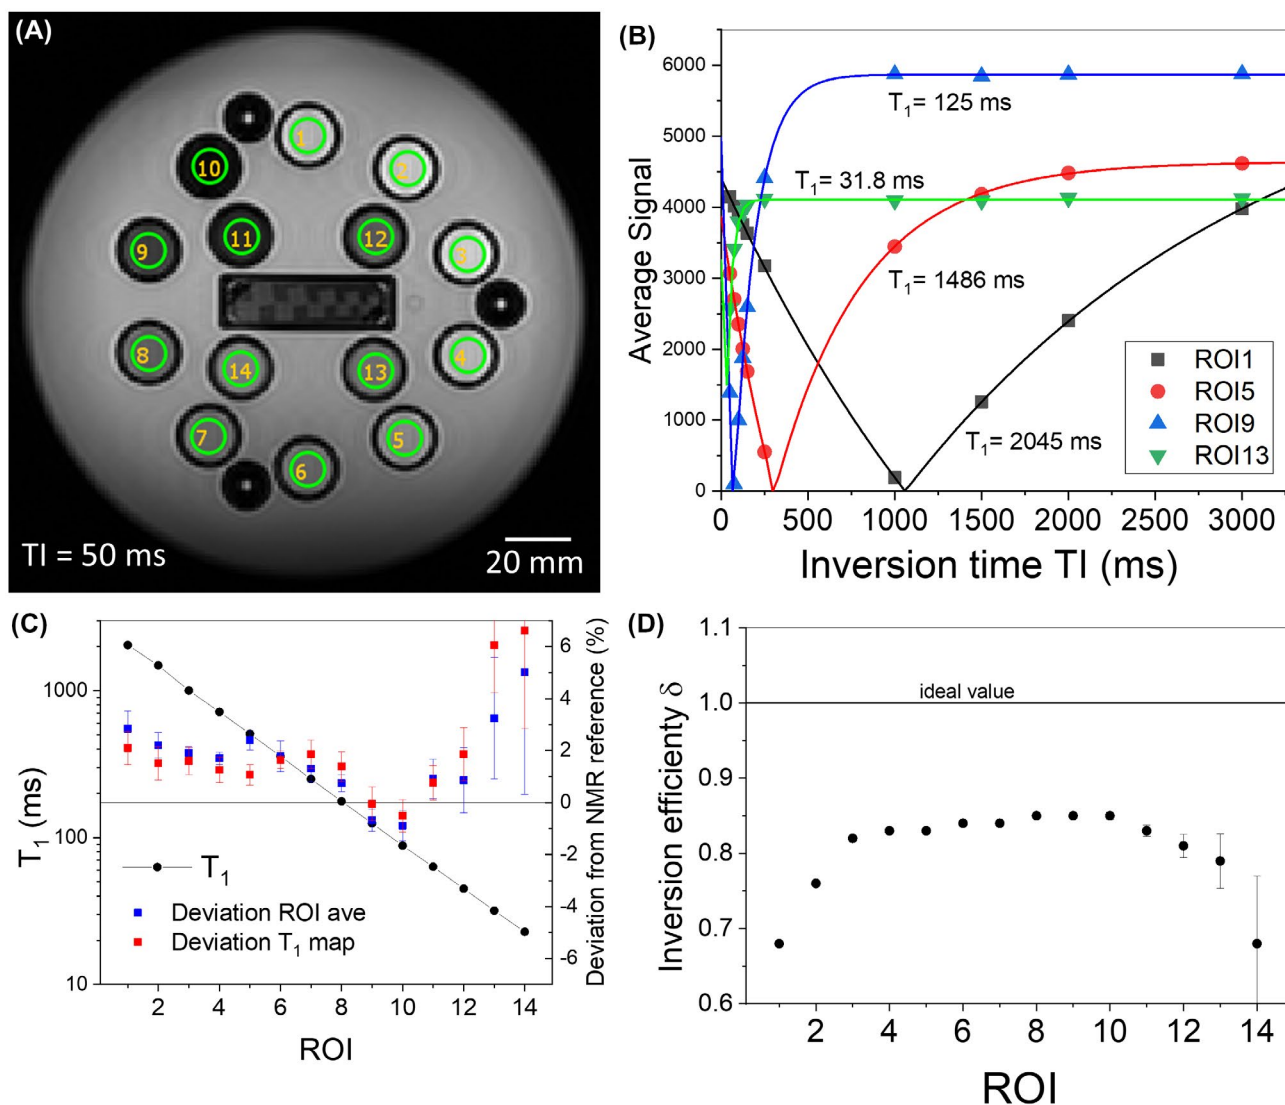 (A)
1
2
10
11
12
9
3
8
14
13
4
7
5
6
TI = 50 ms
20 mm
(B)
Average Signal
6000
5000
4000
3000
2000
1000
0
T1= 125 ms
T1= 31.8 ms
T1= 1486 ms
T1= 2045 ms
ROI1
ROI5
ROI9
ROI13
0 500 1000 1500 2000 2500 3000
Inversion time TI (ms)
(C)
T1 (ms)
1000
100
10
T1
Deviation ROI ave
Deviation T1 map
6
4
2
0
-2
-4
-6
Deviation from NMR reference (%)
2 4 6 8 10 12 14
ROI
(D)
Inversion efficiency δ
1.1
1.0
0.9
0.8
0.7
0.6
ideal value
2 4 6 8 10 12 14
ROI